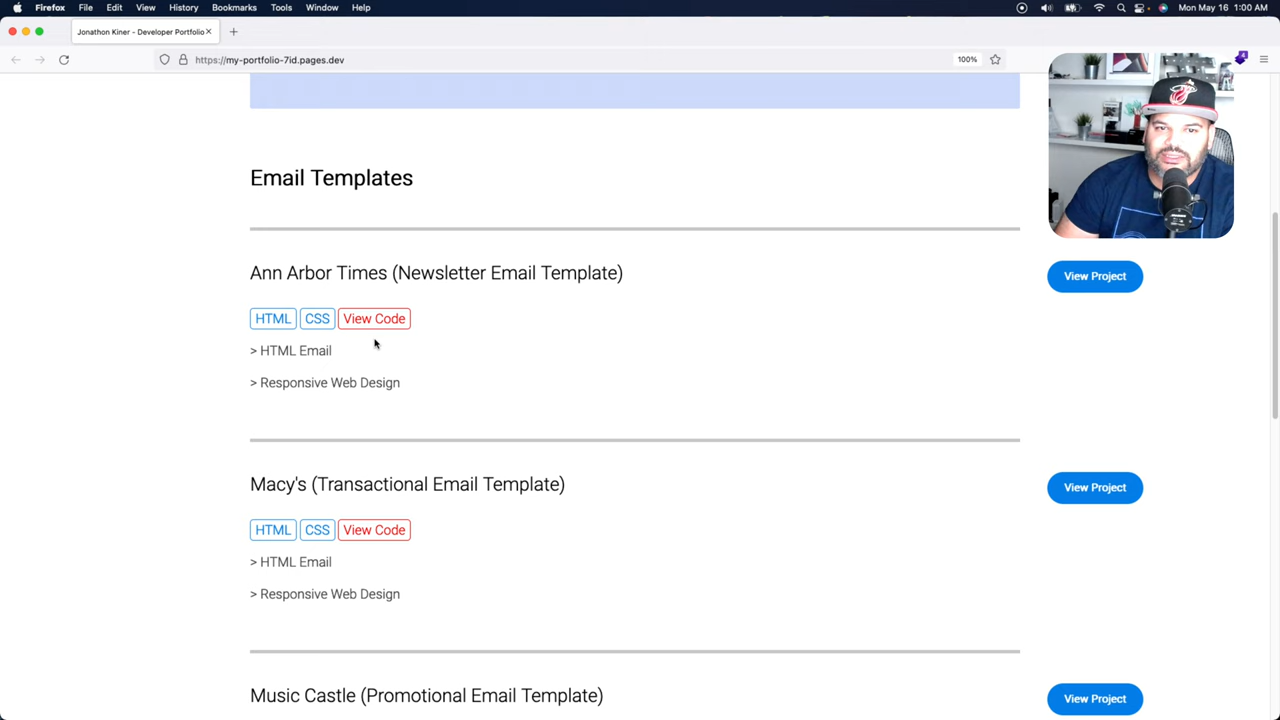 Firefox File Edit View History Bookmarks Tools Window Help Mon May 16 1:00 AM
Jonathon Kiner - Developer Portfolio
https://my-portfolio-7id.pages.dev 100%
Email Templates
Ann Arbor Times (Newsletter Email Template)
View Project
HTML CSS View Code
> HTML Email
> Responsive Web Design
Macy's (Transactional Email Template)
View Project
HTML CSS View Code
> HTML Email
> Responsive Web Design
Music Castle (Promotional Email Template)
View Project